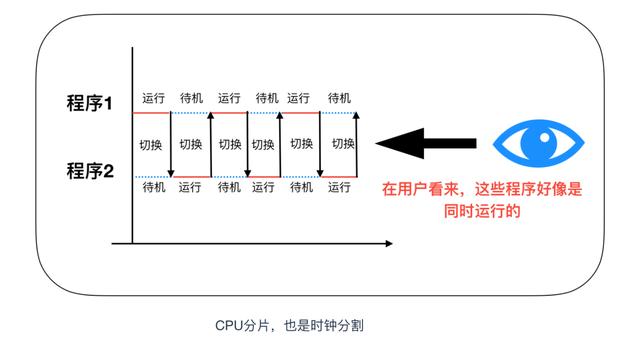 运行 待机 运行 待机 运行 待机
程序1
切换 切换 切换 切换 切换 切换
程序2
待机 运行 待机 运行 待机 运行
在用户看来，这些程序好像是
同时运行的
CPU分片，也是时钟分割